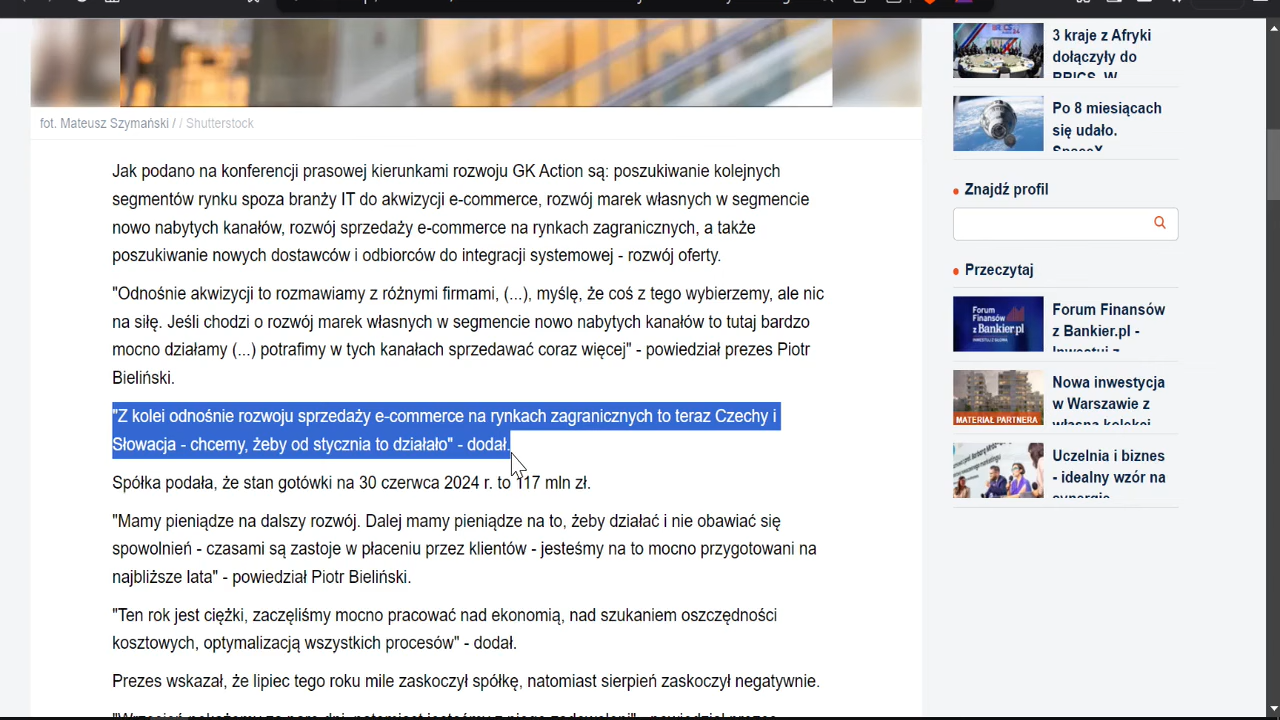 fot. Mateusz Szymański / / Shutterstock
Jak podano na konferencji prasowej kierunkami rozwoju GK Action są: poszukiwanie kolejnych
segmentów rynku spoza branży IT do akwizycji e-commerce, rozwój marek własnych w segmencie
nowo nabytych kanałów, rozwój sprzedaży e-commerce na rynkach zagranicznych, a także
poszukiwanie nowych dostawców i odbiorców do integracji systemowej - rozwój oferty.
"Odnośnie akwizycji to rozmawiamy z różnymi firmami, (...), myślę, że coś z tego wybierzemy, ale nic
na siłę. Jeśli chodzi o rozwój marek własnych w segmencie nowo nabytych kanałów to tutaj bardzo
mocno działamy (...) potrafimy w tych kanałach sprzedawać coraz więcej" - powiedział prezes Piotr
Bieliński.
"Z kolei odnośnie rozwoju sprzedaży e-commerce na rynkach zagranicznych to teraz Czechy i
Słowacja - chcemy, żeby od stycznia to działało" - dodał.
Spółka podała, że stan gotówki na 30 czerwca 2024 r. to 117 mln zł.
"Mamy pieniądze na dalszy rozwój. Dalej mamy pieniądze na to, żeby działać i nie obawiać się
spowolnień - czasami są zastoje w płaceniu przez klientów - jesteśmy na to mocno przygotowani na
najbliższe lata" - powiedział Piotr Bieliński.
"Ten rok jest ciężki, zaczęliśmy mocno pracować nad ekonomią, nad szukaniem oszczędności
kosztowych, optymalizacją wszystkich procesów" - dodał.
Prezes wskazał, że lipiec tego roku mile zaskoczył spółkę, natomiast sierpień zaskoczył negatywnie.
3 kraje z Afryki
dołączyły do
BRICS. W
Po 8 miesiącach
się udało.
SpaceX
Znajdź profil
Przeczytaj
Forum
Finansów
z Bankier.pl
Forum Finansów
z Bankier.pl -
Inwestuj z
MATERIAŁ PARTNERA
Nowa inwestycja
w Warszawie z
własną kolekcj
Uczelnia i biznes
- idealny wzór na
synergię